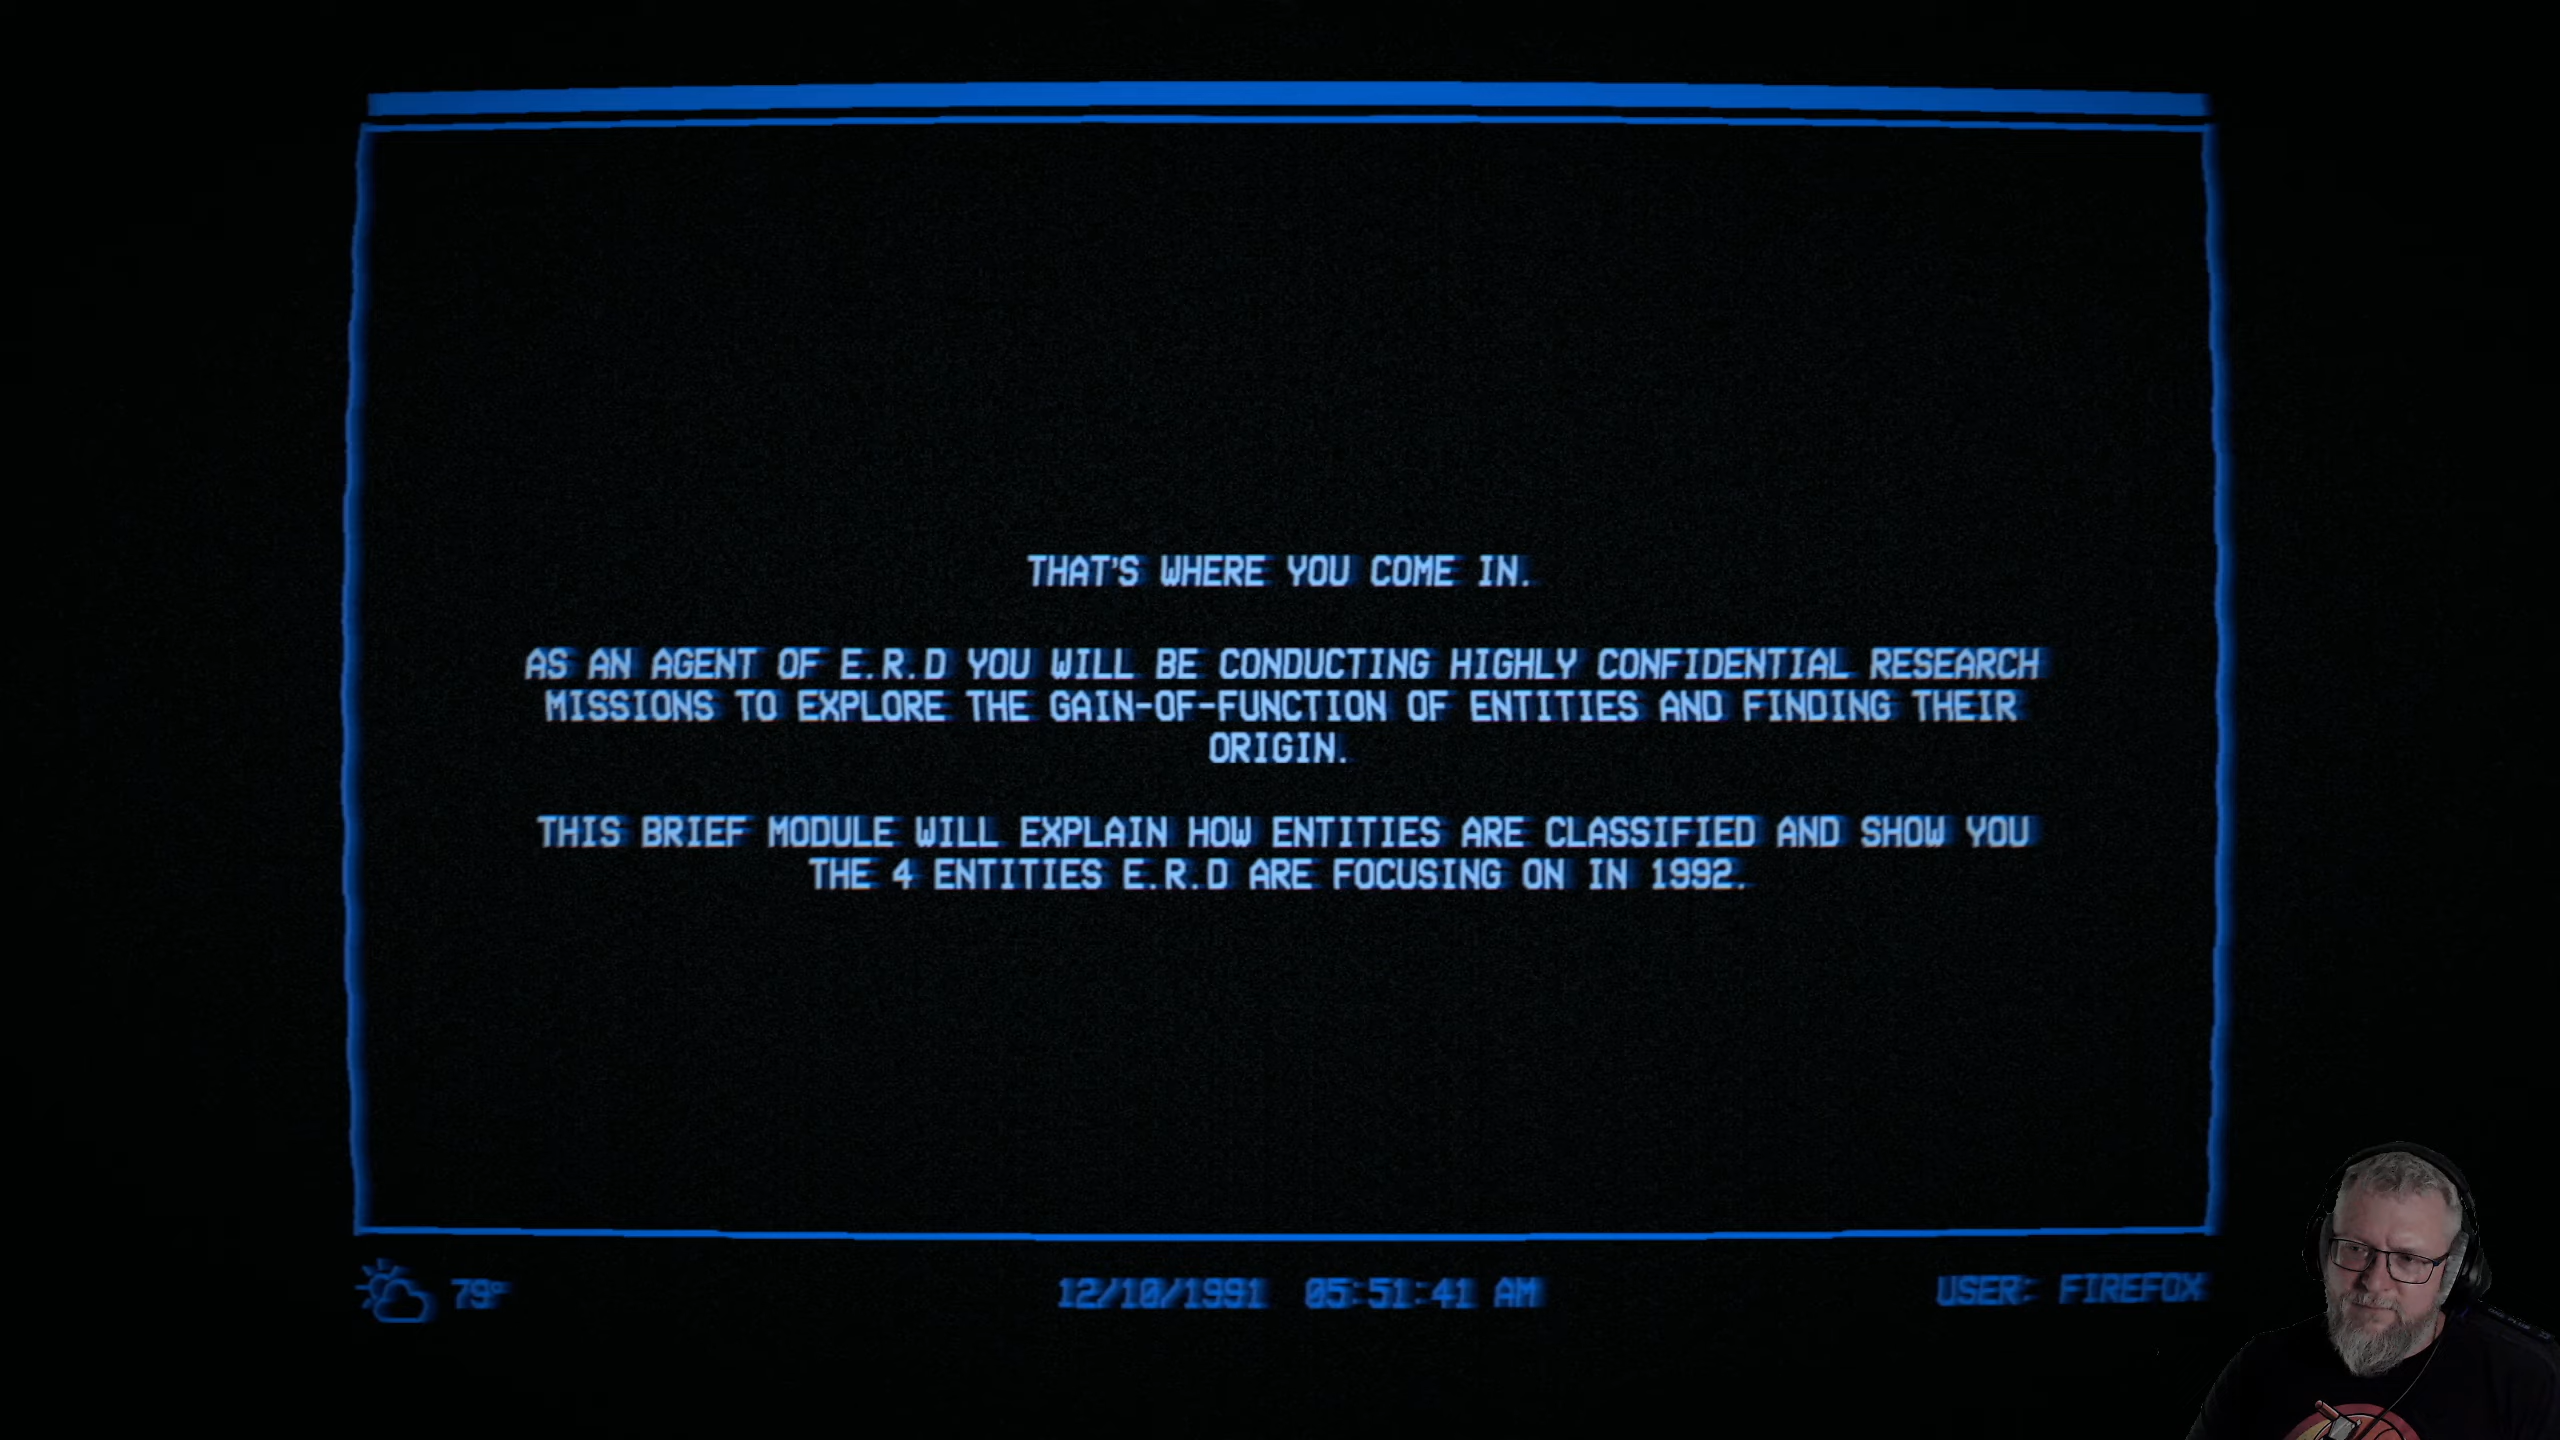 THAT'S WHERE YOU COME IN.
AS AN AGENT OF E.R.D YOU WILL BE CONDUCTING HIGHLY CONFIDENTIAL RESEARCH
MISSIONS TO EXPLORE THE GAIN-OF-FUNCTION OF ENTITIES AND FINDING THEIR
ORIGIN.
THIS BRIEF MODULE WILL EXPLAIN HOW ENTITIES ARE CLASSIFIED AND SHOW YOU
THE 4 ENTITIES E.R.D ARE FOCUSING ON IN 1992.
79°
12/10/1991 05:51:41 AM
USER: FIREFOX